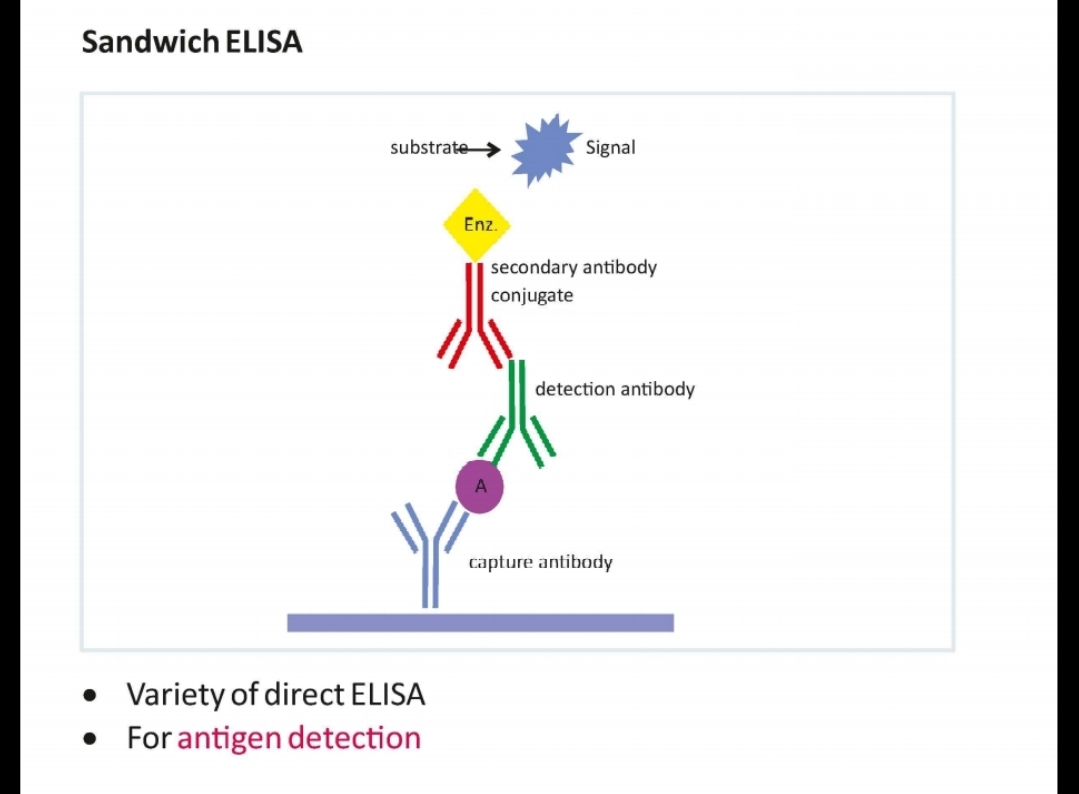 Sandwich ELISA
substrate
Signal
Enz.
secondary antibody
conjugate
detection antibody
A
capture antibody
• Variety of direct ELISA
• For antigen detection